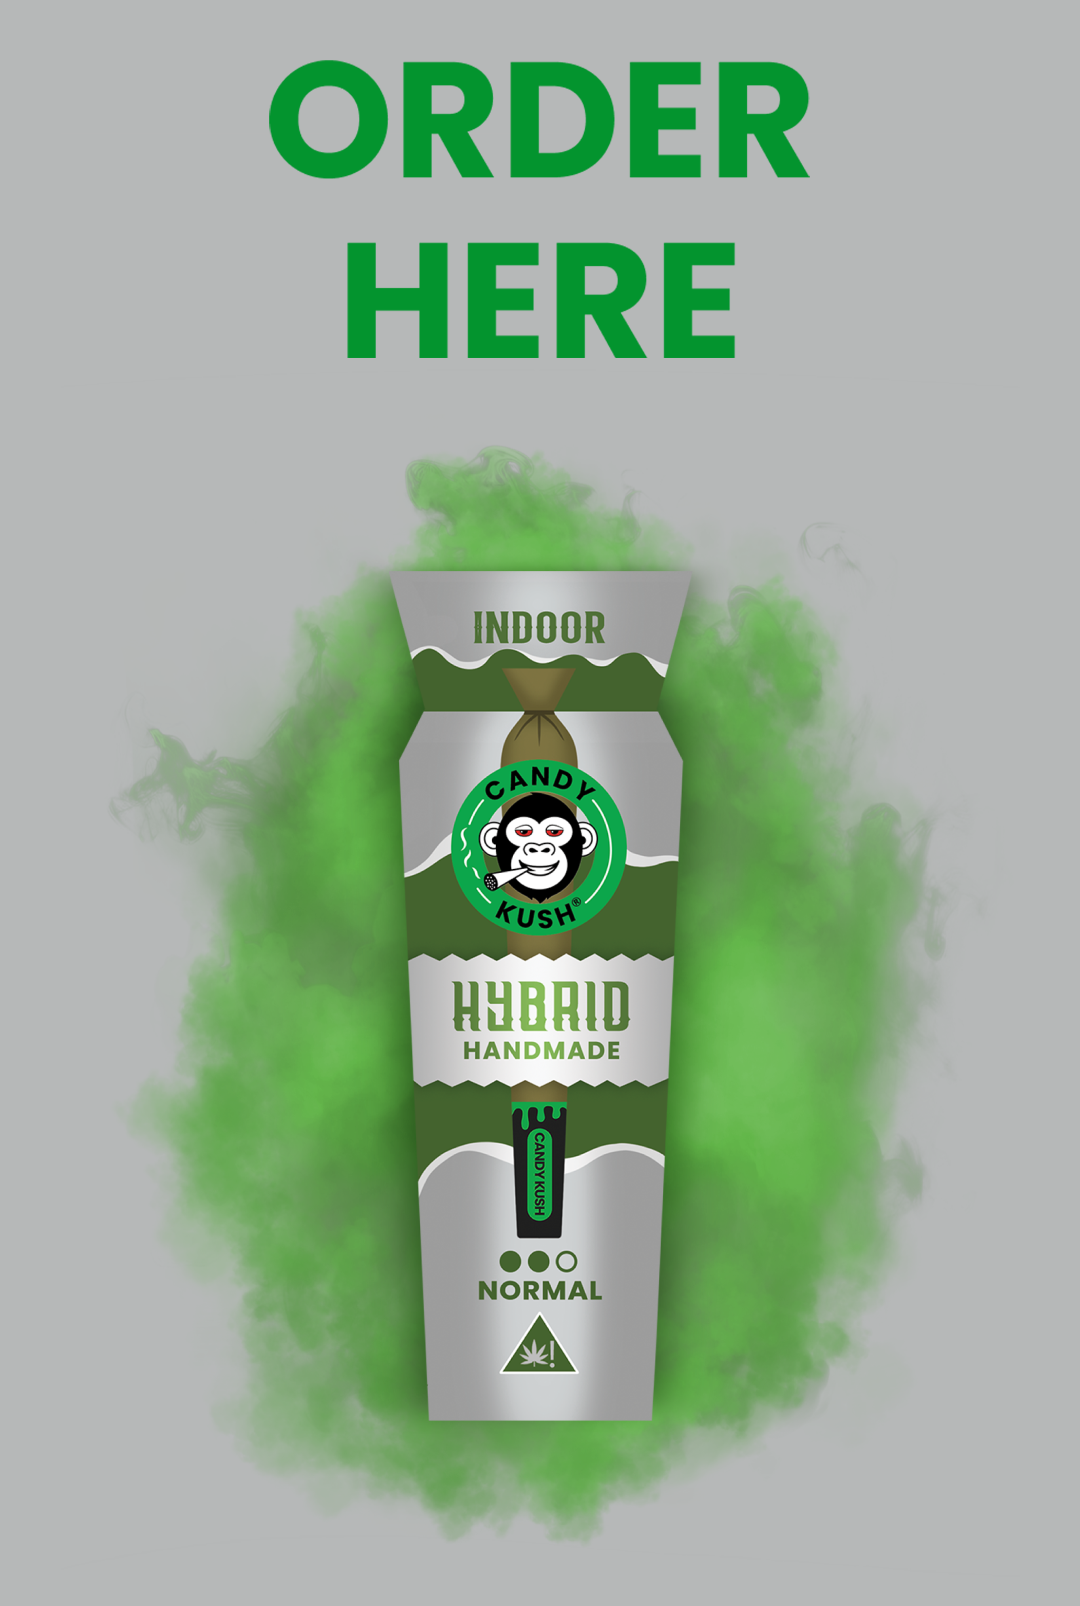 ORDER
HERE
INDOOR
CANDY
KUSH®
HYBRID
HANDMADE
CANDY KUSH
NORMAL
!